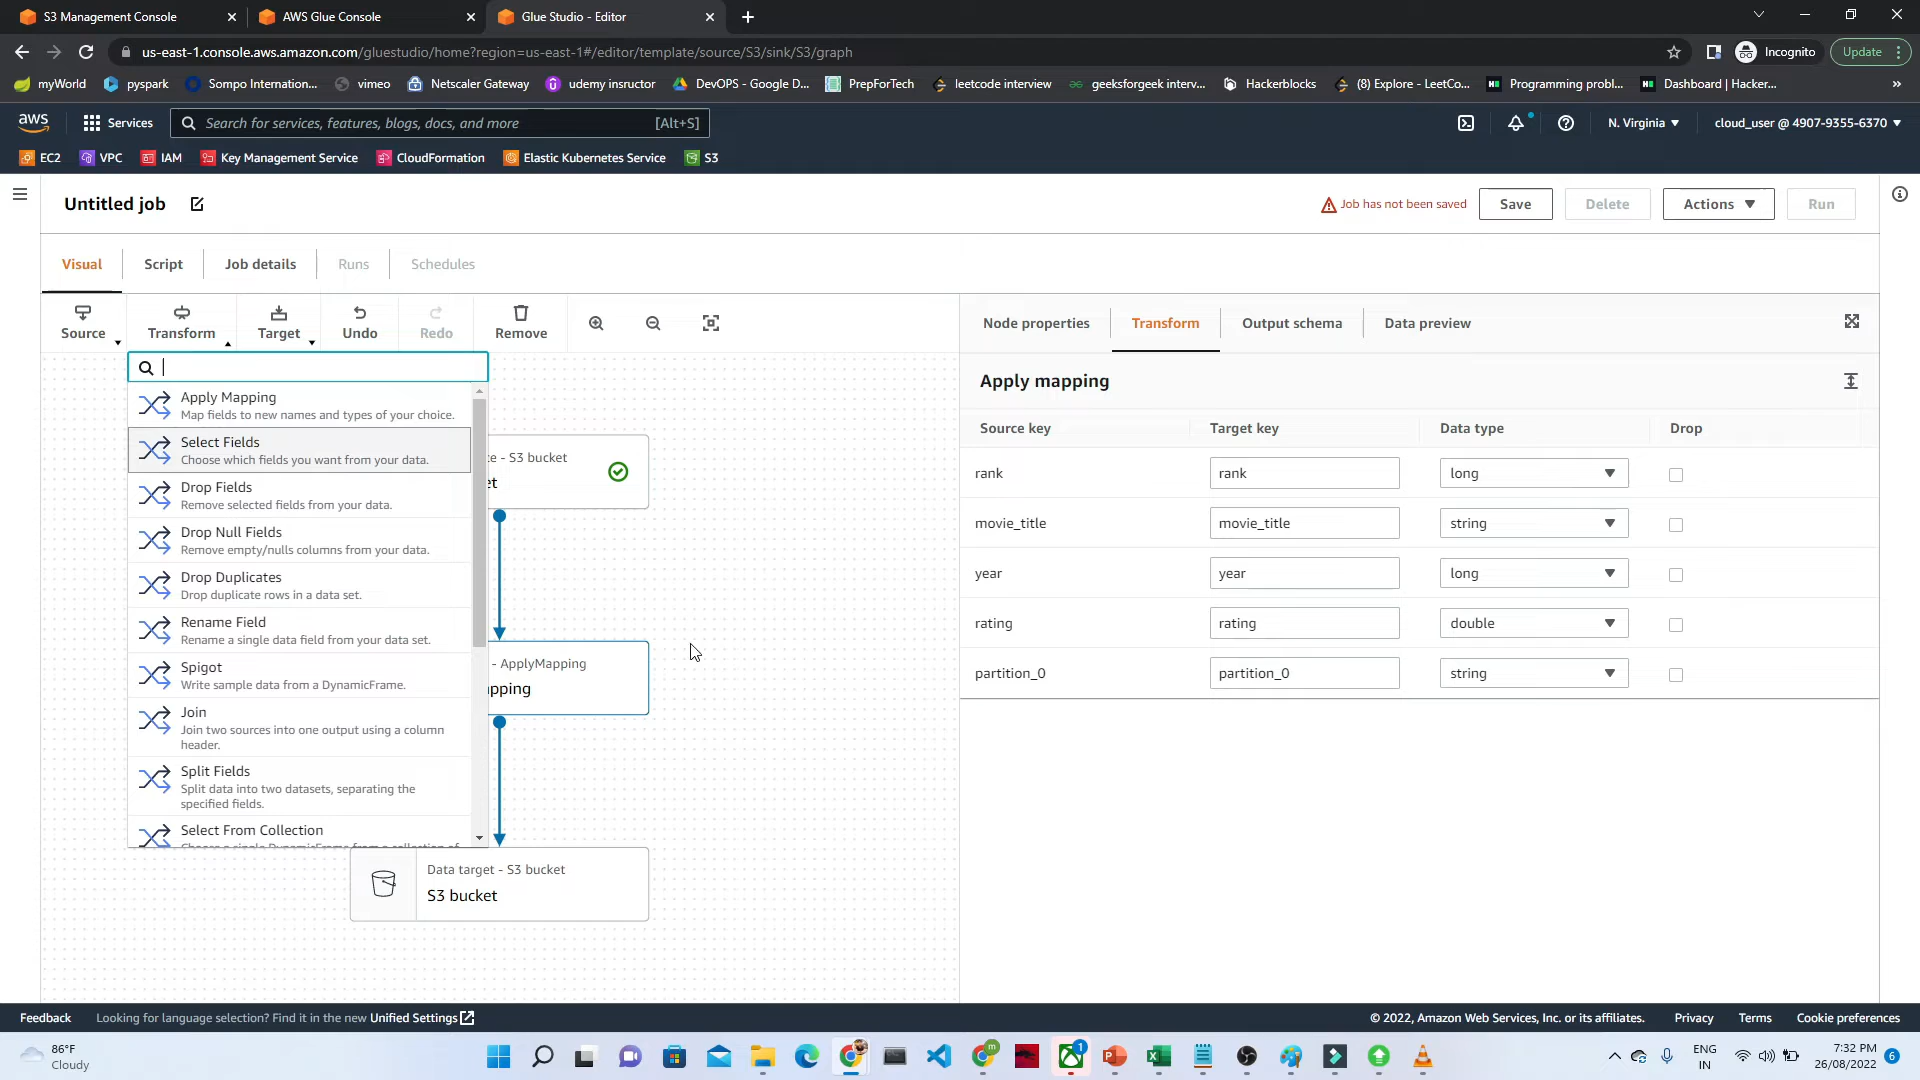 S3 Management Console
AWS Glue Console
Glue Studio - Editor
us-east-1.console.aws.amazon.com/gluestudio/home?region=us-east-1#/editor/template/source/S3/sink/S3/graph
Incognito
Update
myWorld
pyspark
Sompo Internation...
vimeo
Netscaler Gateway
udemy insructor
DevOPS - Google D...
PrepForTech
leetcode interview
geeksforgeek interv...
Hackerblocks
(8) Explore - LeetCo...
Programming probl...
Dashboard | Hacker...
»
aws
Services
Search for services, features, blogs, docs, and more
[Alt+S]
N. Virginia
cloud_user @ 4907-9355-6370
EC2
VPC
IAM
Key Management Service
CloudFormation
Elastic Kubernetes Service
S3
Untitled job
Job has not been saved
Save
Delete
Actions
Run
Visual
Script
Job details
Runs
Schedules
Source
Transform
Target
Undo
Redo
Remove
Apply Mapping
Map fields to new names and types of your choice.
Select Fields
Choose which fields you want from your data.
Drop Fields
Remove selected fields from your data.
Drop Null Fields
Remove empty/nulls columns from your data.
Drop Duplicates
Drop duplicate rows in a data set.
Rename Field
Rename a single data field from your data set.
Spigot
Write sample data from a DynamicFrame.
Join
Join two sources into one output using a column
header.
Split Fields
Split data into two datasets, separating the
specified fields.
Select From Collection
Choose a single DynamicFrame from a collection of
ce - S3 bucket
et
- ApplyMapping
pping
Data target - S3 bucket
S3 bucket
Node properties
Transform
Output schema
Data preview
Apply mapping
Source key
Target key
Data type
Drop
rank
rank
long
movie_title
movie_title
string
year
year
long
rating
rating
double
partition_0
partition_0
string
Feedback
Looking for language selection? Find it in the new Unified Settings
© 2022, Amazon Web Services, Inc. or its affiliates.
Privacy
Terms
Cookie preferences
86°F
Cloudy
m
1
ENG
IN
7:32 PM
26/08/2022
6